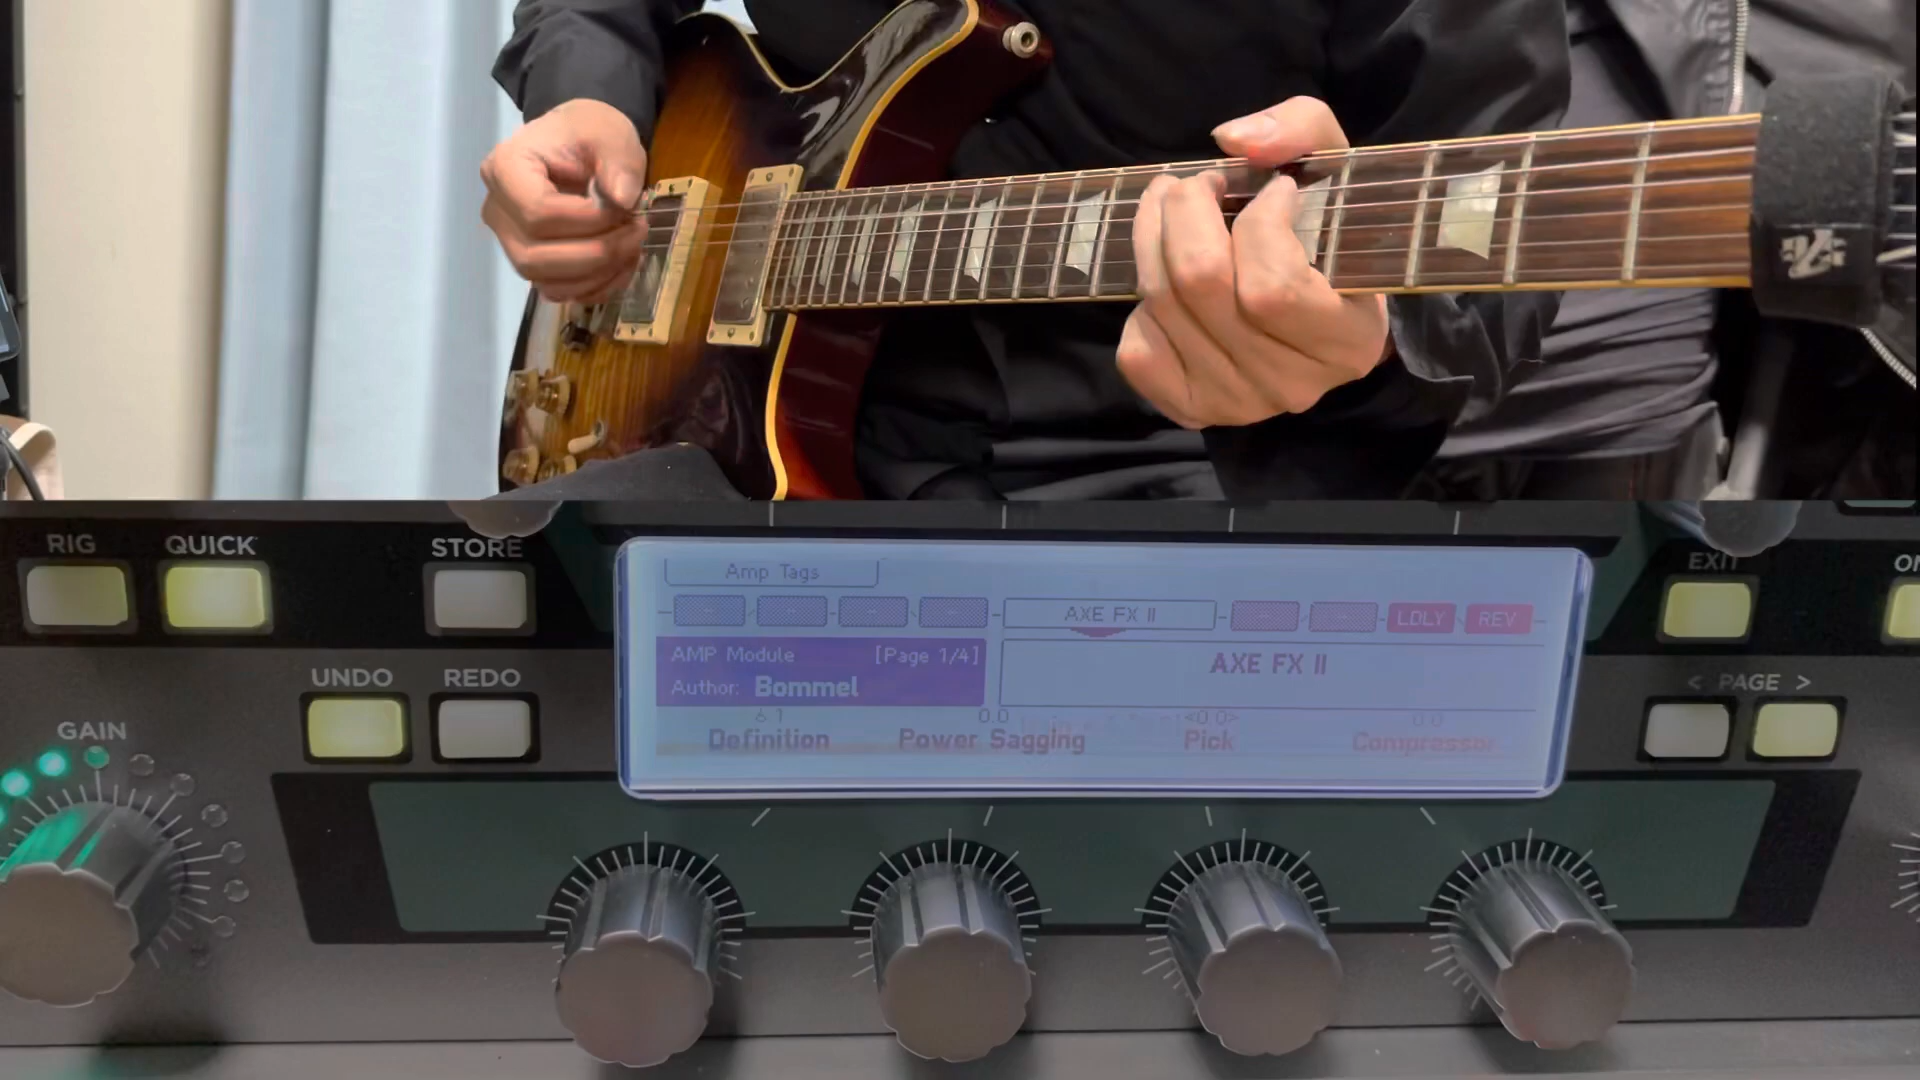 RIG QUICK STORE
EXIT
UNDO REDO
< PAGE >
GAIN
Amp Tags
AXE FX II LDLY REV
AMP Module [Page 1/4]
Author: Bommel
AXE FX II
6.1 0.0 <0.0> 0.0
Definition Power Sagging Pick Compressor